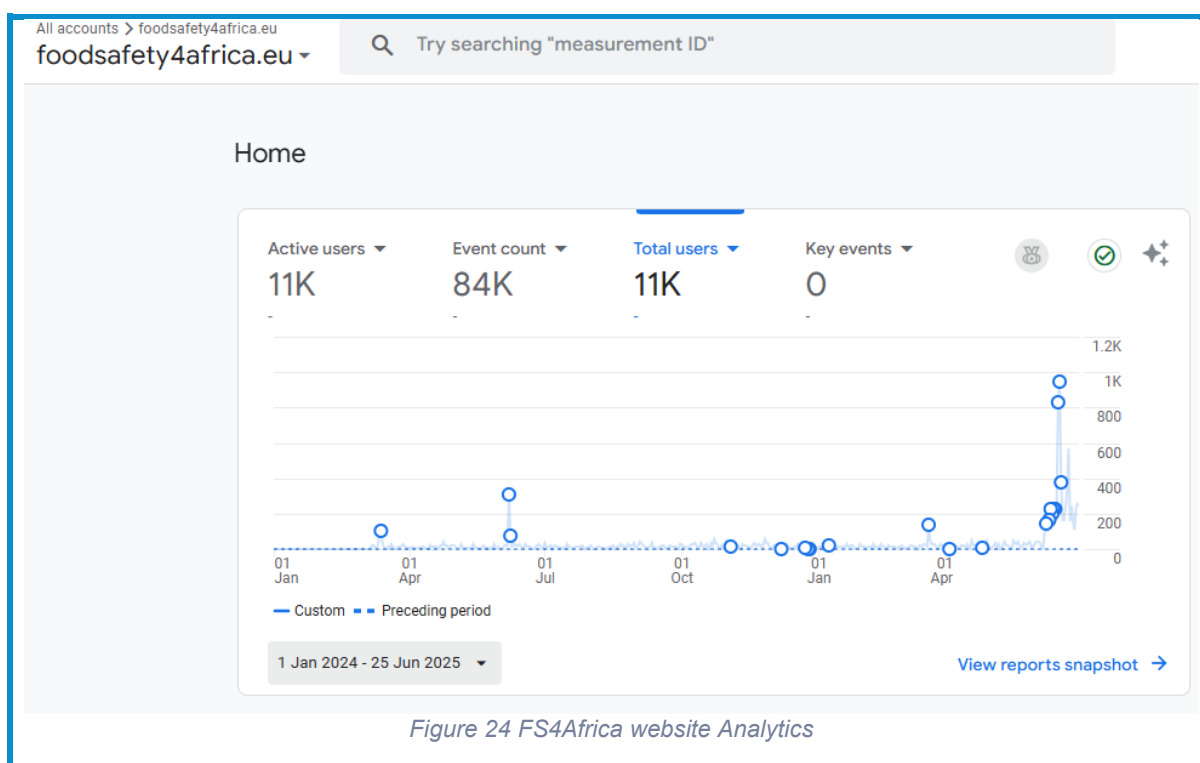 All accounts > foodsafety4africa.eu
foodsafety4africa.eu
Try searching "measurement ID"
Home
Active users Event count Total users Key events
11K 84K 11K 0
- - - -
1.2K
1K
800
600
400
200
0
01 01 01 01 01 01
Jan Apr Jul Oct Jan Apr
Custom Preceding period
1 Jan 2024 - 25 Jun 2025
View reports snapshot →
Figure 24 FS4Africa website Analytics